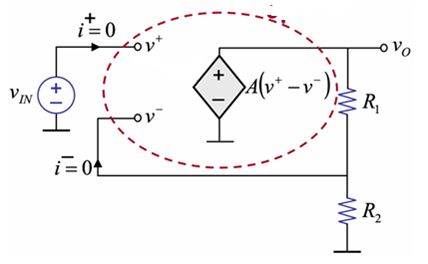 i⁺=0
v⁺
v_O
v_IN
+
−
+
−
A(v⁺ − v⁻)
R₁
v⁻
i⁻=0
R₂